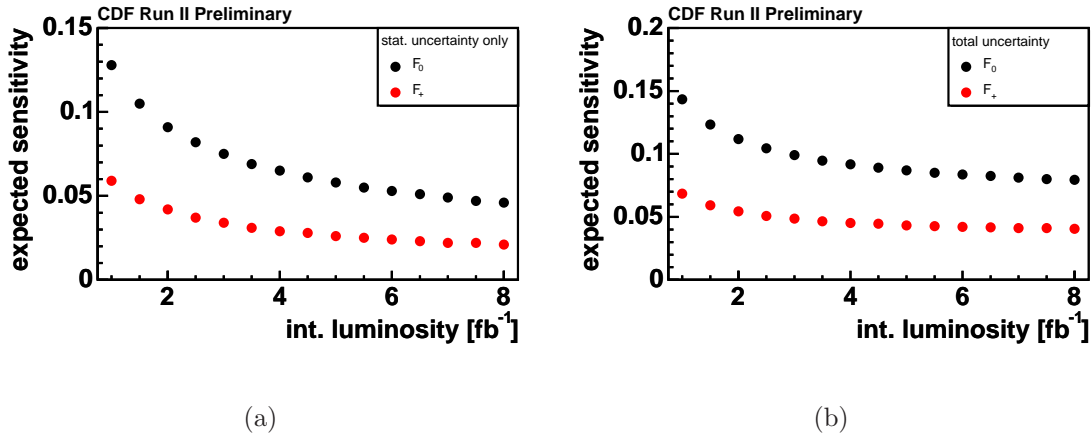 CDF Run II Preliminary
expected sensitivity
0.15
0.1
0.05
0
stat. uncertainty only
F₀
F₊
2 4 6 8
int. luminosity [fb⁻¹]
(a)
CDF Run II Preliminary
expected sensitivity
0.2
0.15
0.1
0.05
0
total uncertainty
F₀
F₊
2 4 6 8
int. luminosity [fb⁻¹]
(b)